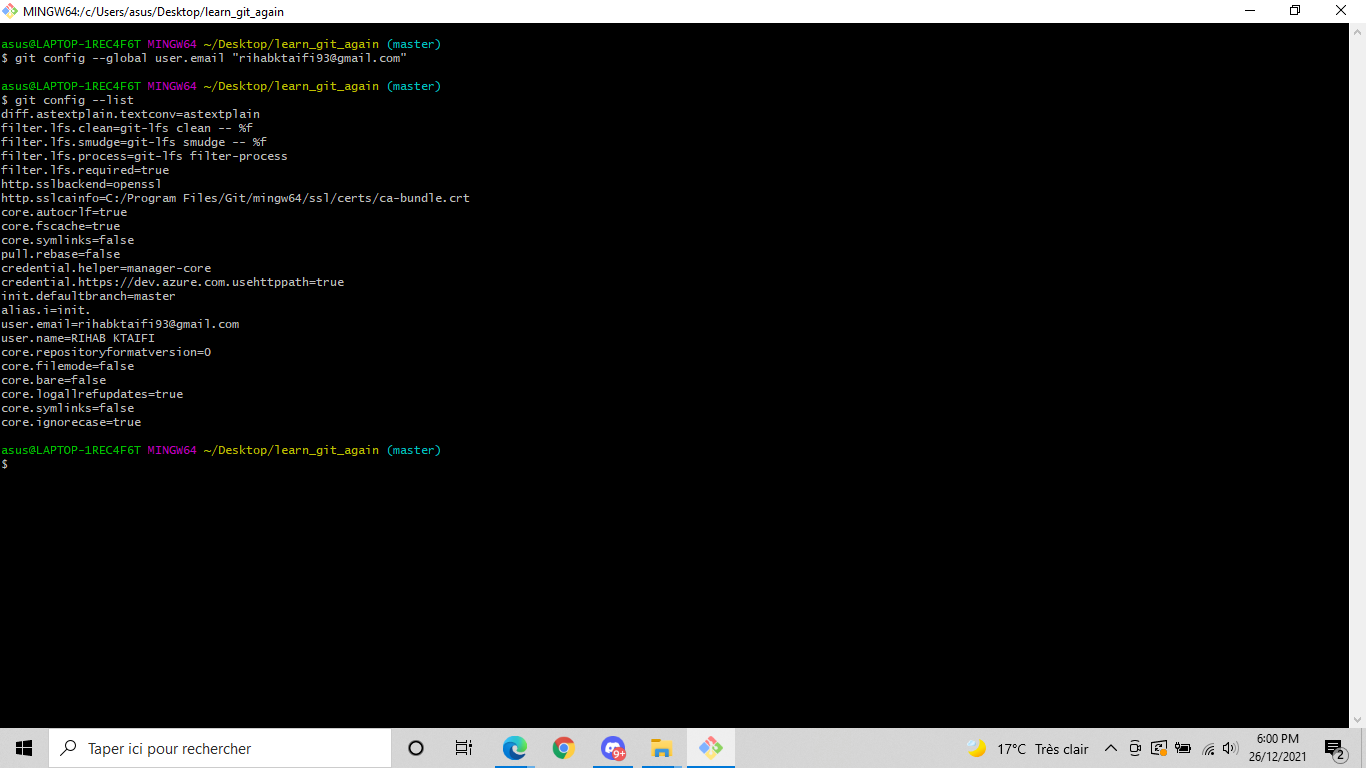 MINGW64:/c/Users/asus/Desktop/learn_git_again
asus@LAPTOP-1REC4F6T MINGW64 ~/Desktop/learn_git_again (master)
$ git config --global user.email "rihabktaifi93@gmail.com"
asus@LAPTOP-1REC4F6T MINGW64 ~/Desktop/learn_git_again (master)
$ git config --list
diff.astextplain.textconv=astextplain
filter.lfs.clean=git-lfs clean -- %f
filter.lfs.smudge=git-lfs smudge -- %f
filter.lfs.process=git-lfs filter-process
filter.lfs.required=true
http.sslbackend=openssl
http.sslcainfo=C:/Program Files/Git/mingw64/ssl/certs/ca-bundle.crt
core.autocrlf=true
core.fscache=true
core.symlinks=false
pull.rebase=false
credential.helper=manager-core
credential.https://dev.azure.com.usehttppath=true
init.defaultbranch=master
alias.i=init.
user.email=rihabktaifi93@gmail.com
user.name=RIHAB KTAIFI
core.repositoryformatversion=0
core.filemode=false
core.bare=false
core.logallrefupdates=true
core.symlinks=false
core.ignorecase=true
asus@LAPTOP-1REC4F6T MINGW64 ~/Desktop/learn_git_again (master)
$
Taper ici pour rechercher
9+
17°C Très clair
6:00 PM
26/12/2021
2